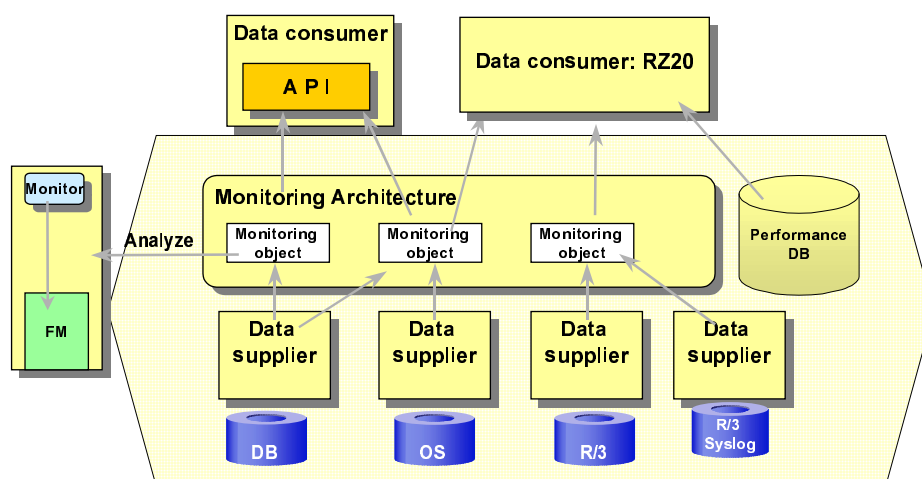 Data consumer
A P I
Data consumer: RZ20
Monitor
Monitoring Architecture
Monitoring
object
Monitoring
object
Monitoring
object
Performance
DB
Analyze
FM
Data
supplier
Data
supplier
Data
supplier
Data
supplier
DB
OS
R/3
R/3
Syslog